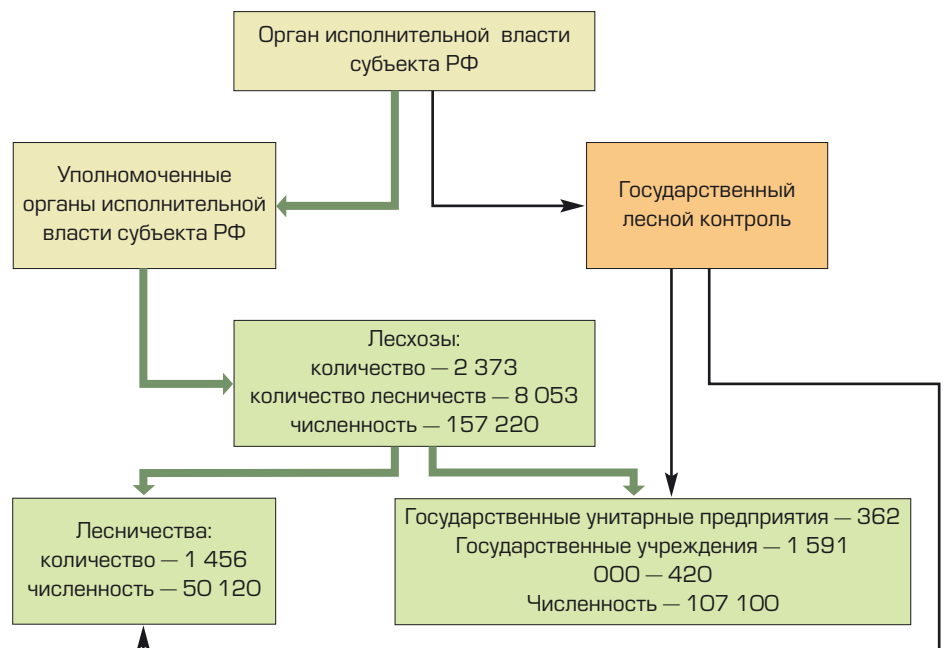 Орган исполнительной власти
субъекта РФ
Уполномоченные
органы исполнительной
власти субъекта РФ
Государственный
лесной контроль
Лесхозы:
количество — 2 373
количество лесничеств — 8 053
численность — 157 220
Лесничества:
количество — 1 456
численность — 50 120
Государственные унитарные предприятия — 362
Государственные учреждения — 1 591
ООО — 420
Численность — 107 100